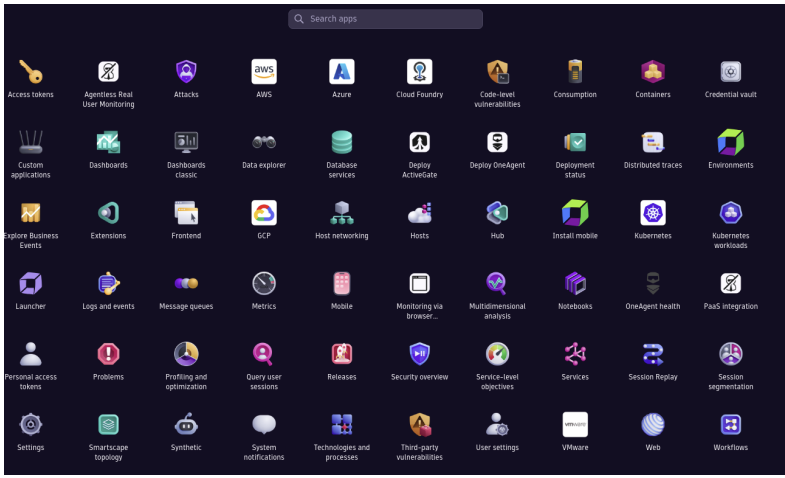 Search apps
Access tokens
Agentless Real
User Monitoring
Attacks
aws
AWS
Azure
Cloud Foundry
Code-level
vulnerabilities
Consumption
Containers
Credential vault
Custom
applications
Dashboards
Dashboards
classic
Data explorer
Database
services
Deploy
ActiveGate
Deploy OneAgent
Deployment
status
Distributed traces
Environments
Explore Business
Events
Extensions
Frontend
GCP
Host networking
Hosts
Hub
Install mobile
Kubernetes
Kubernetes
workloads
Launcher
Logs and events
Message queues
Metrics
Mobile
Monitoring via
browser...
Multidimensional
analysis
Notebooks
OneAgent health
PaaS integration
Personal access
tokens
Problems
Profiling and
optimization
Query user
sessions
Releases
Security overview
Service-level
objectives
Services
Session Replay
Session
segmentation
Settings
Smartscape
topology
Synthetic
System
notifications
Technologies and
processes
Third-party
vulnerabilities
User settings
vmware
VMware
Web
Workflows